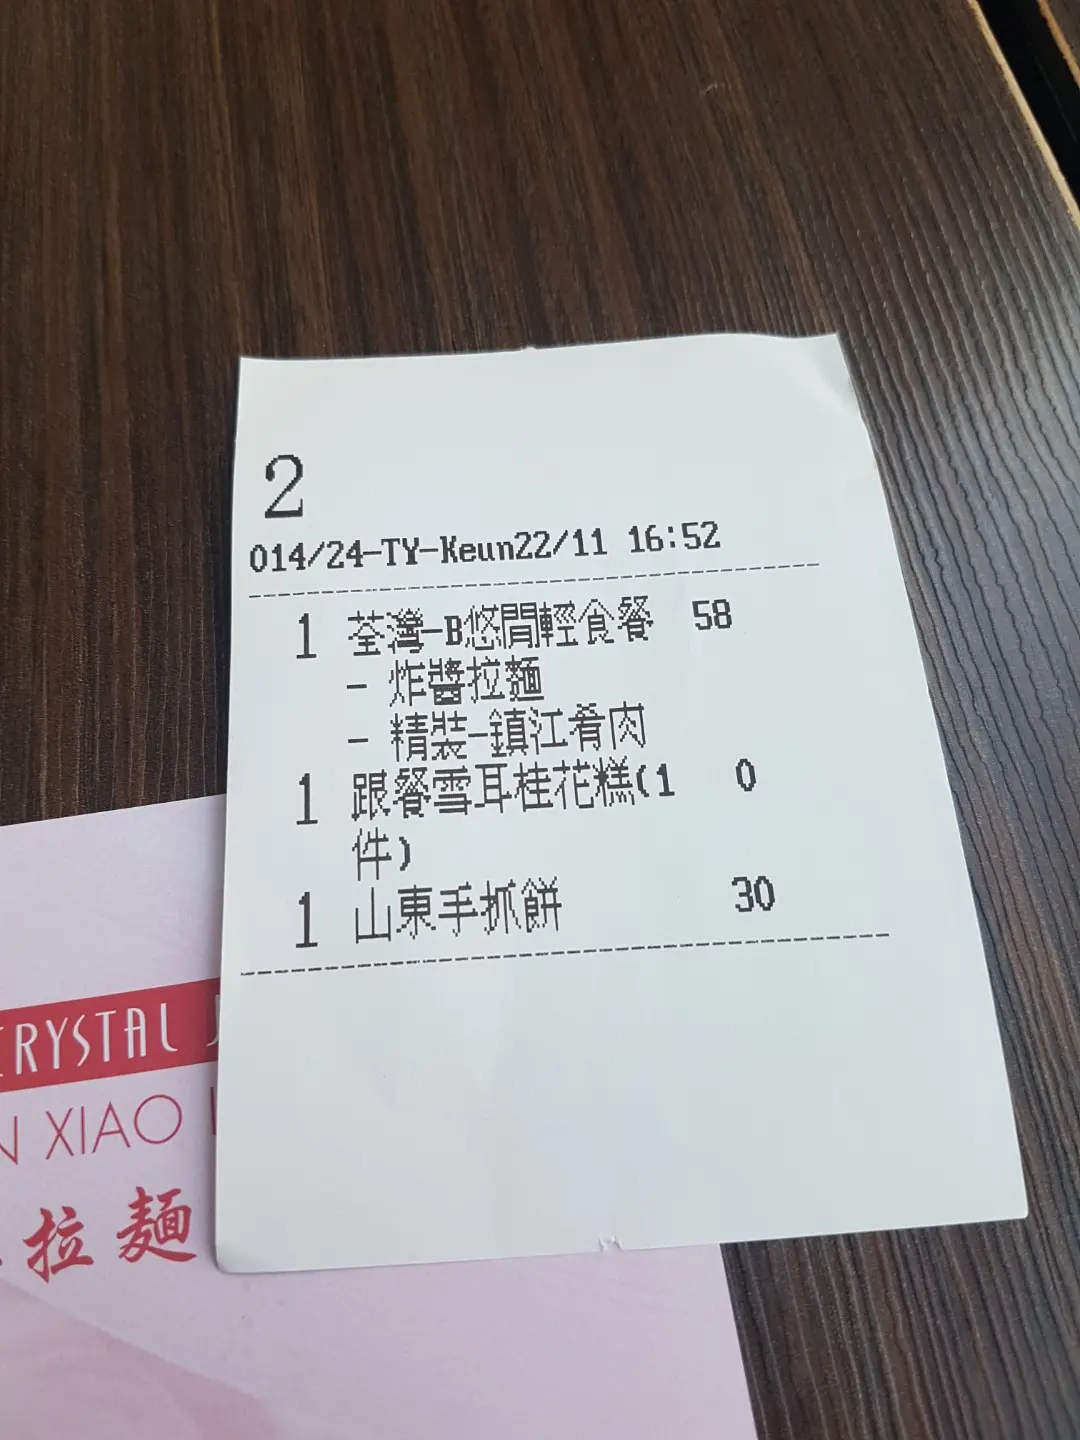 2
014/24-TY-Keun22/11 16:52
1 荃灣-B悠閒輕食餐 58
- 炸醬拉麵
- 精裝-鎮江肴肉
1 跟餐雪耳桂花糕(1 0
件)
1 山東手抓餅 30
CRYSTAL J
N XIAO
拉麵